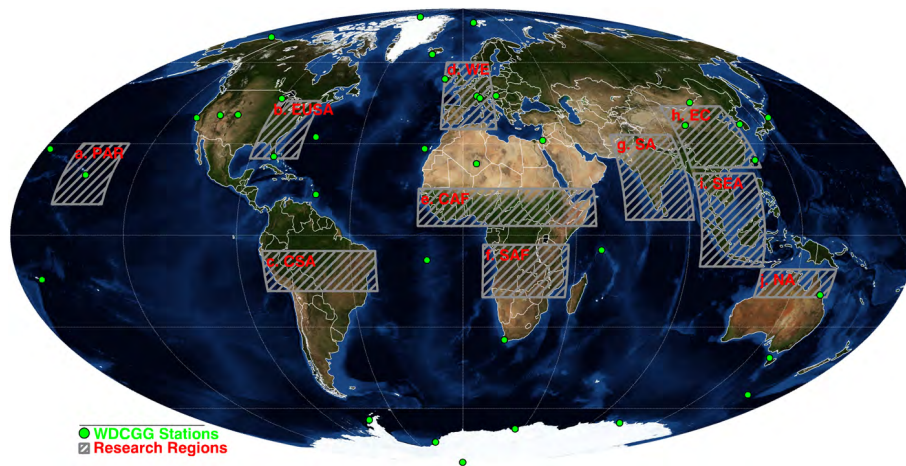 d. WE
b. EUSA
h. EC
g. SA
a. PAR
i. SEA
e. CAF
c. CSA
f. SAF
j. NA
WDCGG Stations
Research Regions